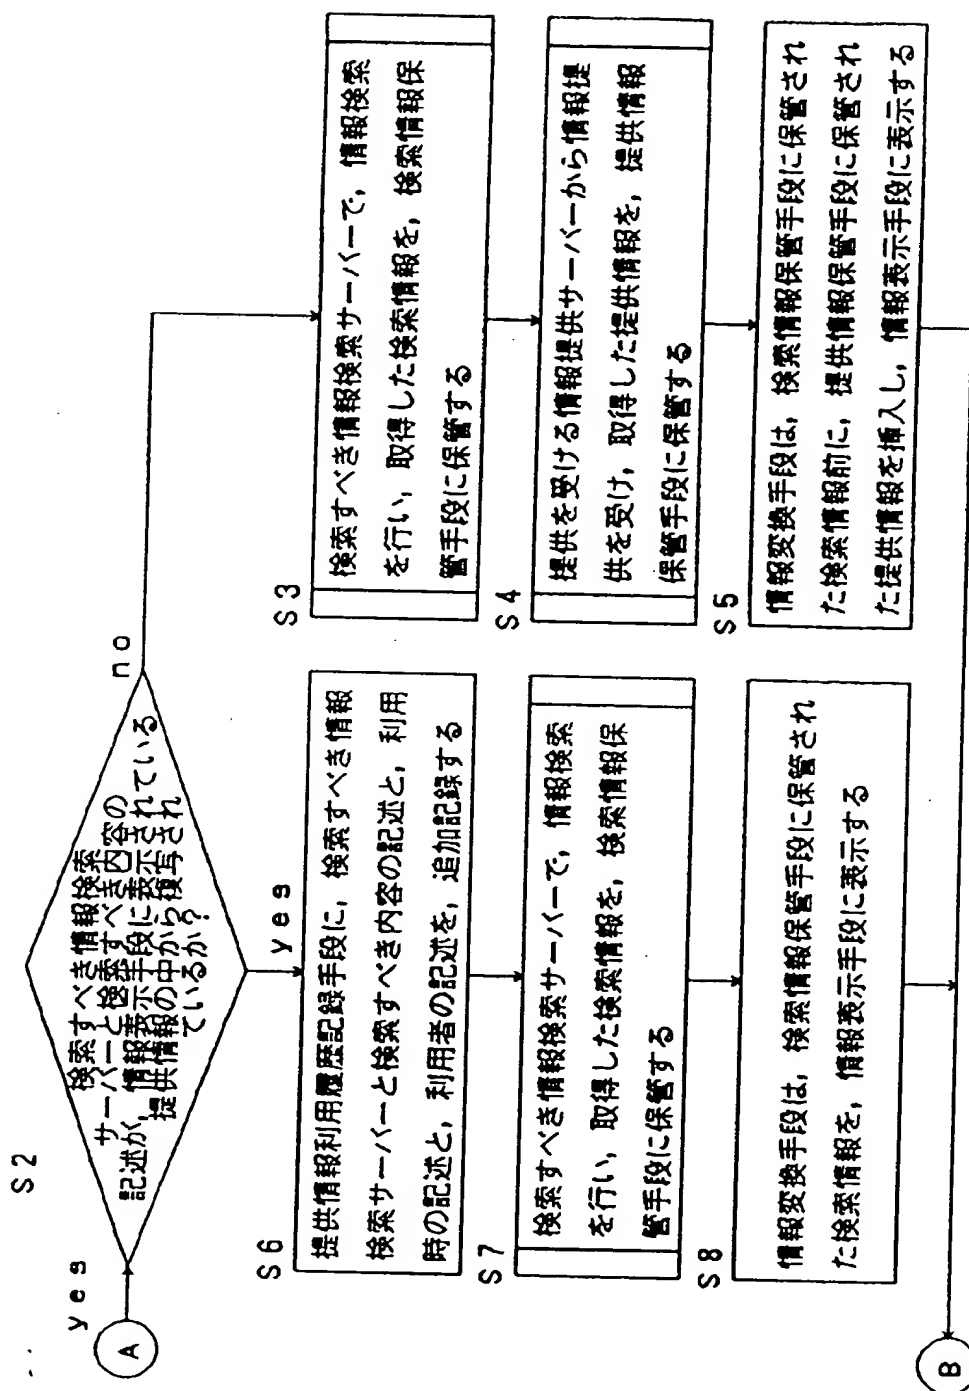 A
yes
S2
検索すべき情報検索
サーバーと検索すべき内容の
記述が，情報表示手段に表示されている
提供情報の中から複写され
ているか？
no
yes
S3
検索すべき情報検索サーバーで，情報検索
を行い，取得した検索情報を，検索情報保
管手段に保管する
S4
提供を受ける情報提供サーバーから情報提
供を受け，取得した提供情報を，提供情報
保管手段に保管する
S5
情報変換手段は，検索情報保管手段に保管され
た検索情報前に，提供情報保管手段に保管され
た提供情報を挿入し，情報表示手段に表示する
S6
提供情報利用履歴記録手段に，検索すべき情報
検索サーバーと検索すべき内容の記述と，利用
時の記述と，利用者の記述を，追加記録する
S7
検索すべき情報検索サーバーで，情報検索
を行い，取得した検索情報を，検索情報保
管手段に保管する
S8
情報変換手段は，検索情報保管手段に保管され
た検索情報を，情報表示手段に表示する
B